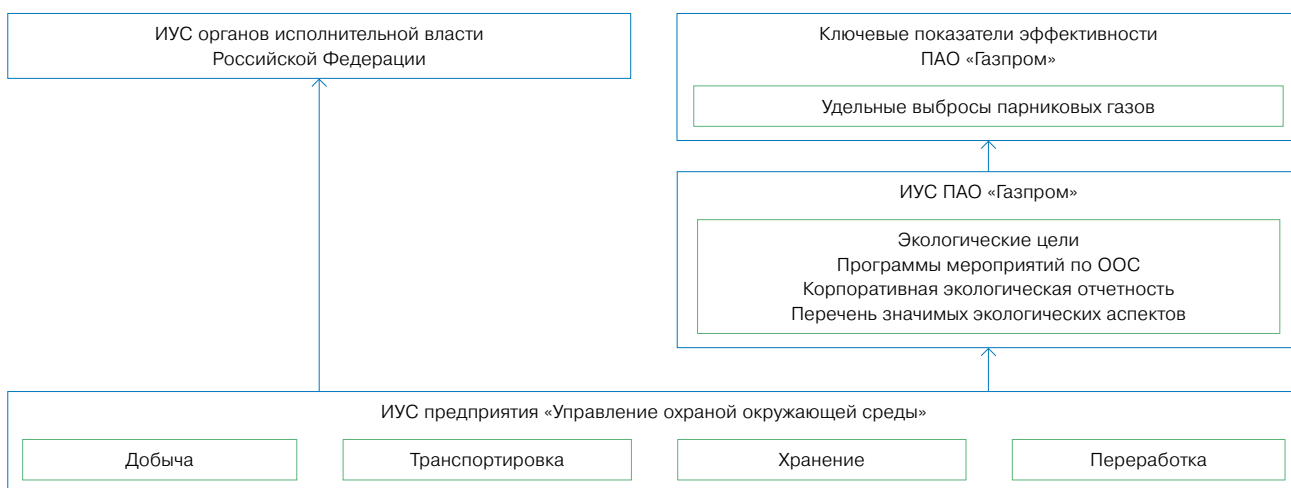 ИУС органов исполнительной власти
Российской Федерации
Ключевые показатели эффективности
ПАО «Газпром»
Удельные выбросы парниковых газов
ИУС ПАО «Газпром»
Экологические цели
Программы мероприятий по ООС
Корпоративная экологическая отчетность
Перечень значимых экологических аспектов
ИУС предприятия «Управление охраной окружающей среды»
Добыча
Транспортировка
Хранение
Переработка